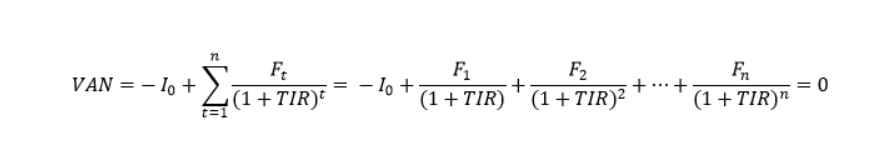 VAN = − I₀ + ∑ₜ₌₁ⁿ Fₜ/(1 + TIR)ᵗ = − I₀ + F₁/(1 + TIR) + F₂/(1 + TIR)² + ⋯ + Fₙ/(1 + TIR)ⁿ = 0